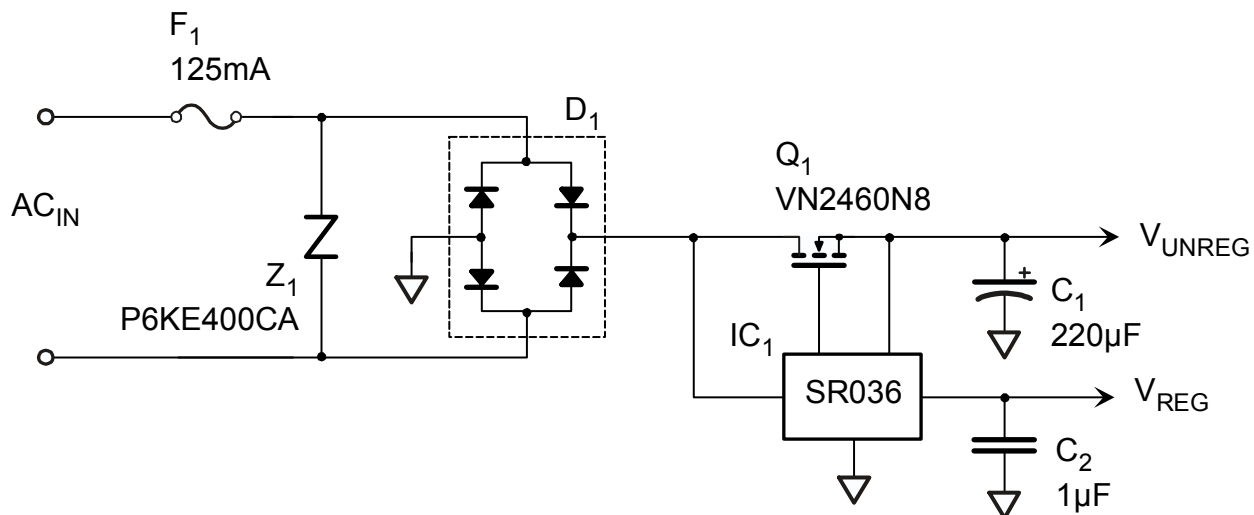 F1
125mA
D1
Q1
VN2460N8
ACIN
Z1
P6KE400CA
VUNREG
+
C1
220µF
IC1
SR036
VREG
C2
1µF